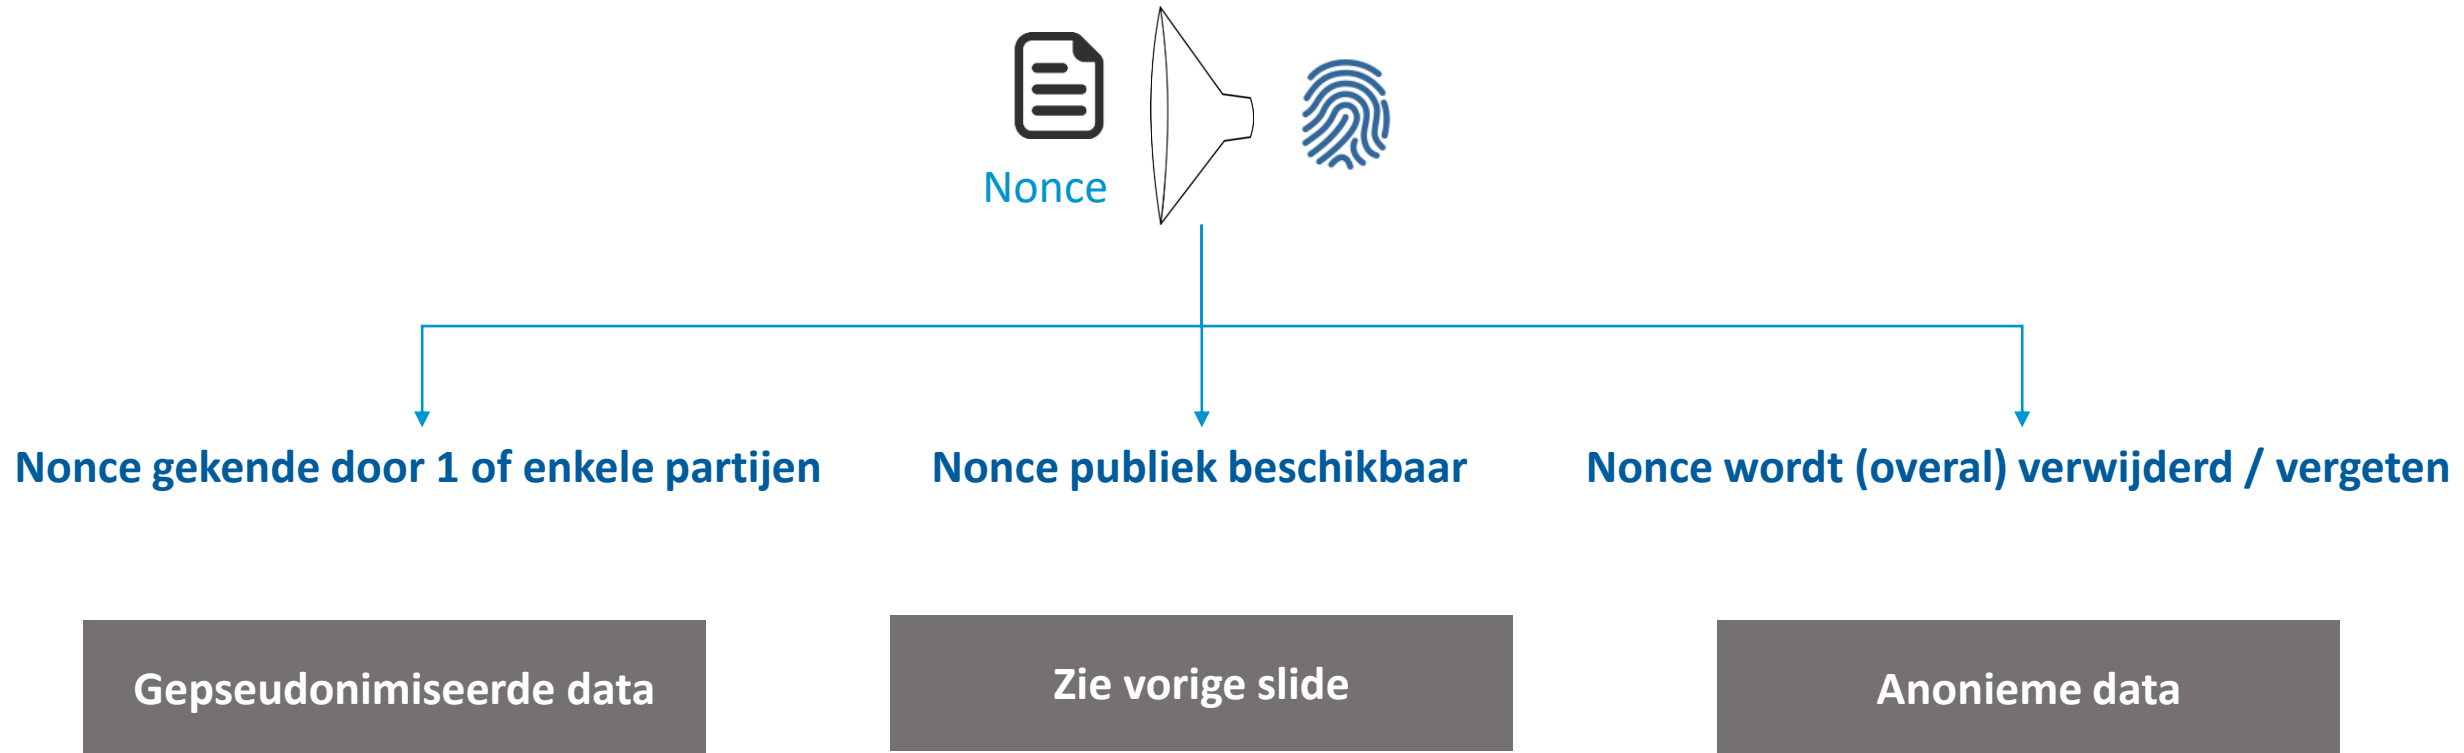 Nonce
Nonce gekende door 1 of enkele partijen
Nonce publiek beschikbaar
Nonce wordt (overal) verwijderd / vergeten
Gepseudonimiseerde data
Zie vorige slide
Anonieme data